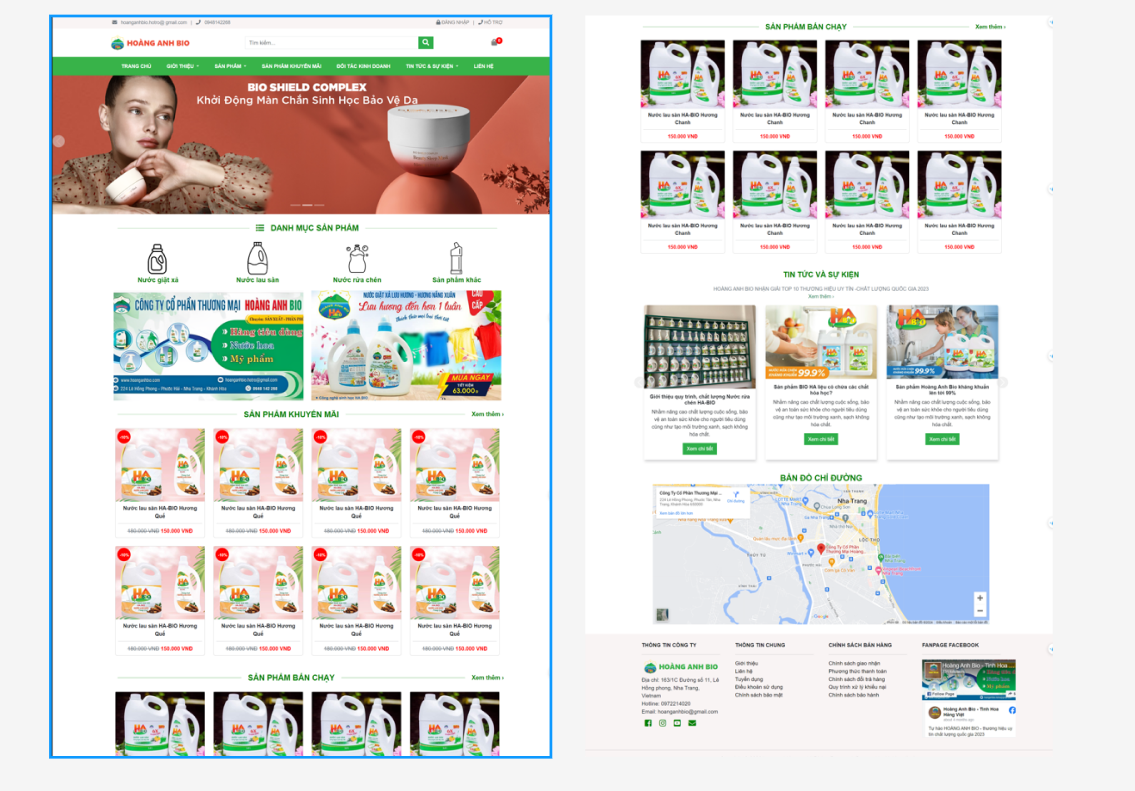 hoanganhbio.hstro@gmail.com | 0949142268
ĐĂNG NHẬP | HỖ TRỢ
HOÀNG ANH BIO
Tìm kiếm...
0
TRANG CHỦ GIỚI THIỆU SẢN PHẨM SẢN PHẨM KHUYẾN MÃI ĐỐI TÁC KINH DOANH TIN TỨC & SỰ KIỆN LIÊN HỆ
BIO SHIELD COMPLEX
Khởi Động Màn Chắn Sinh Học Bảo Vệ Da
DANH MỤC SẢN PHẨM
Nước giặt xả Nước lau sàn Nước rửa chén Sản phẩm khác
CÔNG TY CỔ PHẦN THƯƠNG MẠI HOÀNG ANH BIO
Hàng tiêu dùng
Nước hoa
Mỹ phẩm
NƯỚC GIẶT XẢ LƯU HƯƠNG - HƯƠNG NẮNG XUÂN
Lưu hương đến hơn 1 tuần
CAO CẤP
MUA NGAY
63.000đ
SẢN PHẨM KHUYẾN MÃI Xem thêm ›
-10% -10% -10% -10%
Nước lau sàn HA-BIO Hương Nước lau sàn HA-BIO Hương Nước lau sàn HA-BIO Hương Nước lau sàn HA-BIO Hương
Quế Quế Quế Quế
180.000 VNĐ 150.000 VNĐ 180.000 VNĐ 150.000 VNĐ 180.000 VNĐ 150.000 VNĐ 180.000 VNĐ 150.000 VNĐ
-10% -10% -10% -10%
Nước lau sàn HA-BIO Hương Nước lau sàn HA-BIO Hương Nước lau sàn HA-BIO Hương Nước lau sàn HA-BIO Hương
Quế Quế Quế Quế
180.000 VNĐ 150.000 VNĐ 180.000 VNĐ 150.000 VNĐ 180.000 VNĐ 150.000 VNĐ 180.000 VNĐ 150.000 VNĐ
SẢN PHẨM BÁN CHẠY Xem thêm ›
SẢN PHẨM BÁN CHẠY Xem thêm ›
Nước lau sàn HA-BIO Hương Nước lau sàn HA-BIO Hương Nước lau sàn HA-BIO Hương Nước lau sàn HA-BIO Hương
Chanh Chanh Chanh Chanh
150.000 VNĐ 150.000 VNĐ 150.000 VNĐ 150.000 VNĐ
Nước lau sàn HA-BIO Hương Nước lau sàn HA-BIO Hương Nước lau sàn HA-BIO Hương Nước lau sàn HA-BIO Hương
Chanh Chanh Chanh Chanh
150.000 VNĐ 150.000 VNĐ 150.000 VNĐ 150.000 VNĐ
TIN TỨC VÀ SỰ KIỆN
HOÀNG ANH BIO NHẬN GIẢI TOP 10 THƯƠNG HIỆU UY TÍN -CHẤT LƯỢNG QUỐC GIA 2023
Xem thêm ›
Giới thiệu quy trình, chất lượng Nước rửa
chén HA-BIO
Nhằm nâng cao chất lượng cuộc sống, bảo
vệ an toàn sức khỏe cho người tiêu dùng
cũng như tạo môi trường xanh, sạch không
hóa chất.
Xem chi tiết
99.9%
Sản phẩm BIO HA liệu có chứa các chất
hóa học?
Nhằm nâng cao chất lượng cuộc sống, bảo
vệ an toàn sức khỏe cho người tiêu dùng
cũng như tạo môi trường xanh, sạch không
hóa chất.
Xem chi tiết
99.9%
Sản phẩm Hoàng Anh Bio kháng khuẩn
lên tới 99%
Nhằm nâng cao chất lượng cuộc sống, bảo
vệ an toàn sức khỏe cho người tiêu dùng
cũng như tạo môi trường xanh, sạch không
hóa chất.
Xem chi tiết
BẢN ĐỒ CHỈ ĐƯỜNG
Công Ty Cổ Phần Thương Mại ...
Chỉ đường
Xem bản đồ lớn hơn
Nha Trang
LỘC THỌ
Công Ty Cổ Phần
Thương Mại Hoàng...
THÔNG TIN CÔNG TY
HOÀNG ANH BIO
Địa chỉ: 163/1C Đường số 11, Lê
Hồng phong, Nha Trang,
Vietnam
Hotline: 0972214020
Email: hoanganhbio@gmail.com
THÔNG TIN CHUNG
Giới thiệu
Liên hệ
Tuyển dụng
Điều khoản sử dụng
Chính sách bảo mật
CHÍNH SÁCH BÁN HÀNG
Chính sách giao nhận
Phương thức thanh toán
Chính sách đổi trả hàng
Quy trình xử lý khiếu nại
Chính sách bảo hành
FANPAGE FACEBOOK
Hoàng Anh Bio - Tinh Hoa
Follow Page
Hoàng Anh Bio - Tinh Hoa
Hồng Việt
Tự hào HOÀNG ANH BIO - thương hiệu uy
tín chất lượng quốc gia 2023